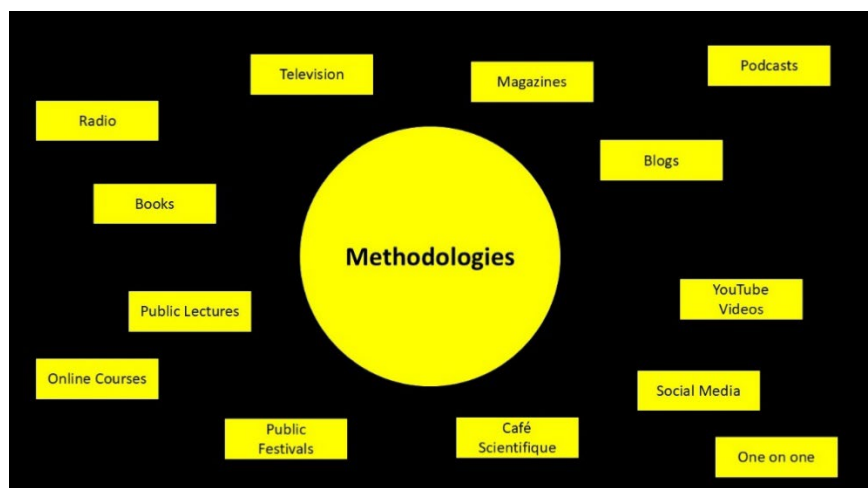 Television
Magazines
Podcasts
Radio
Blogs
Books
Methodologies
Public Lectures
YouTube
Videos
Online Courses
Social Media
Public
Festivals
Café
Scientifique
One on one